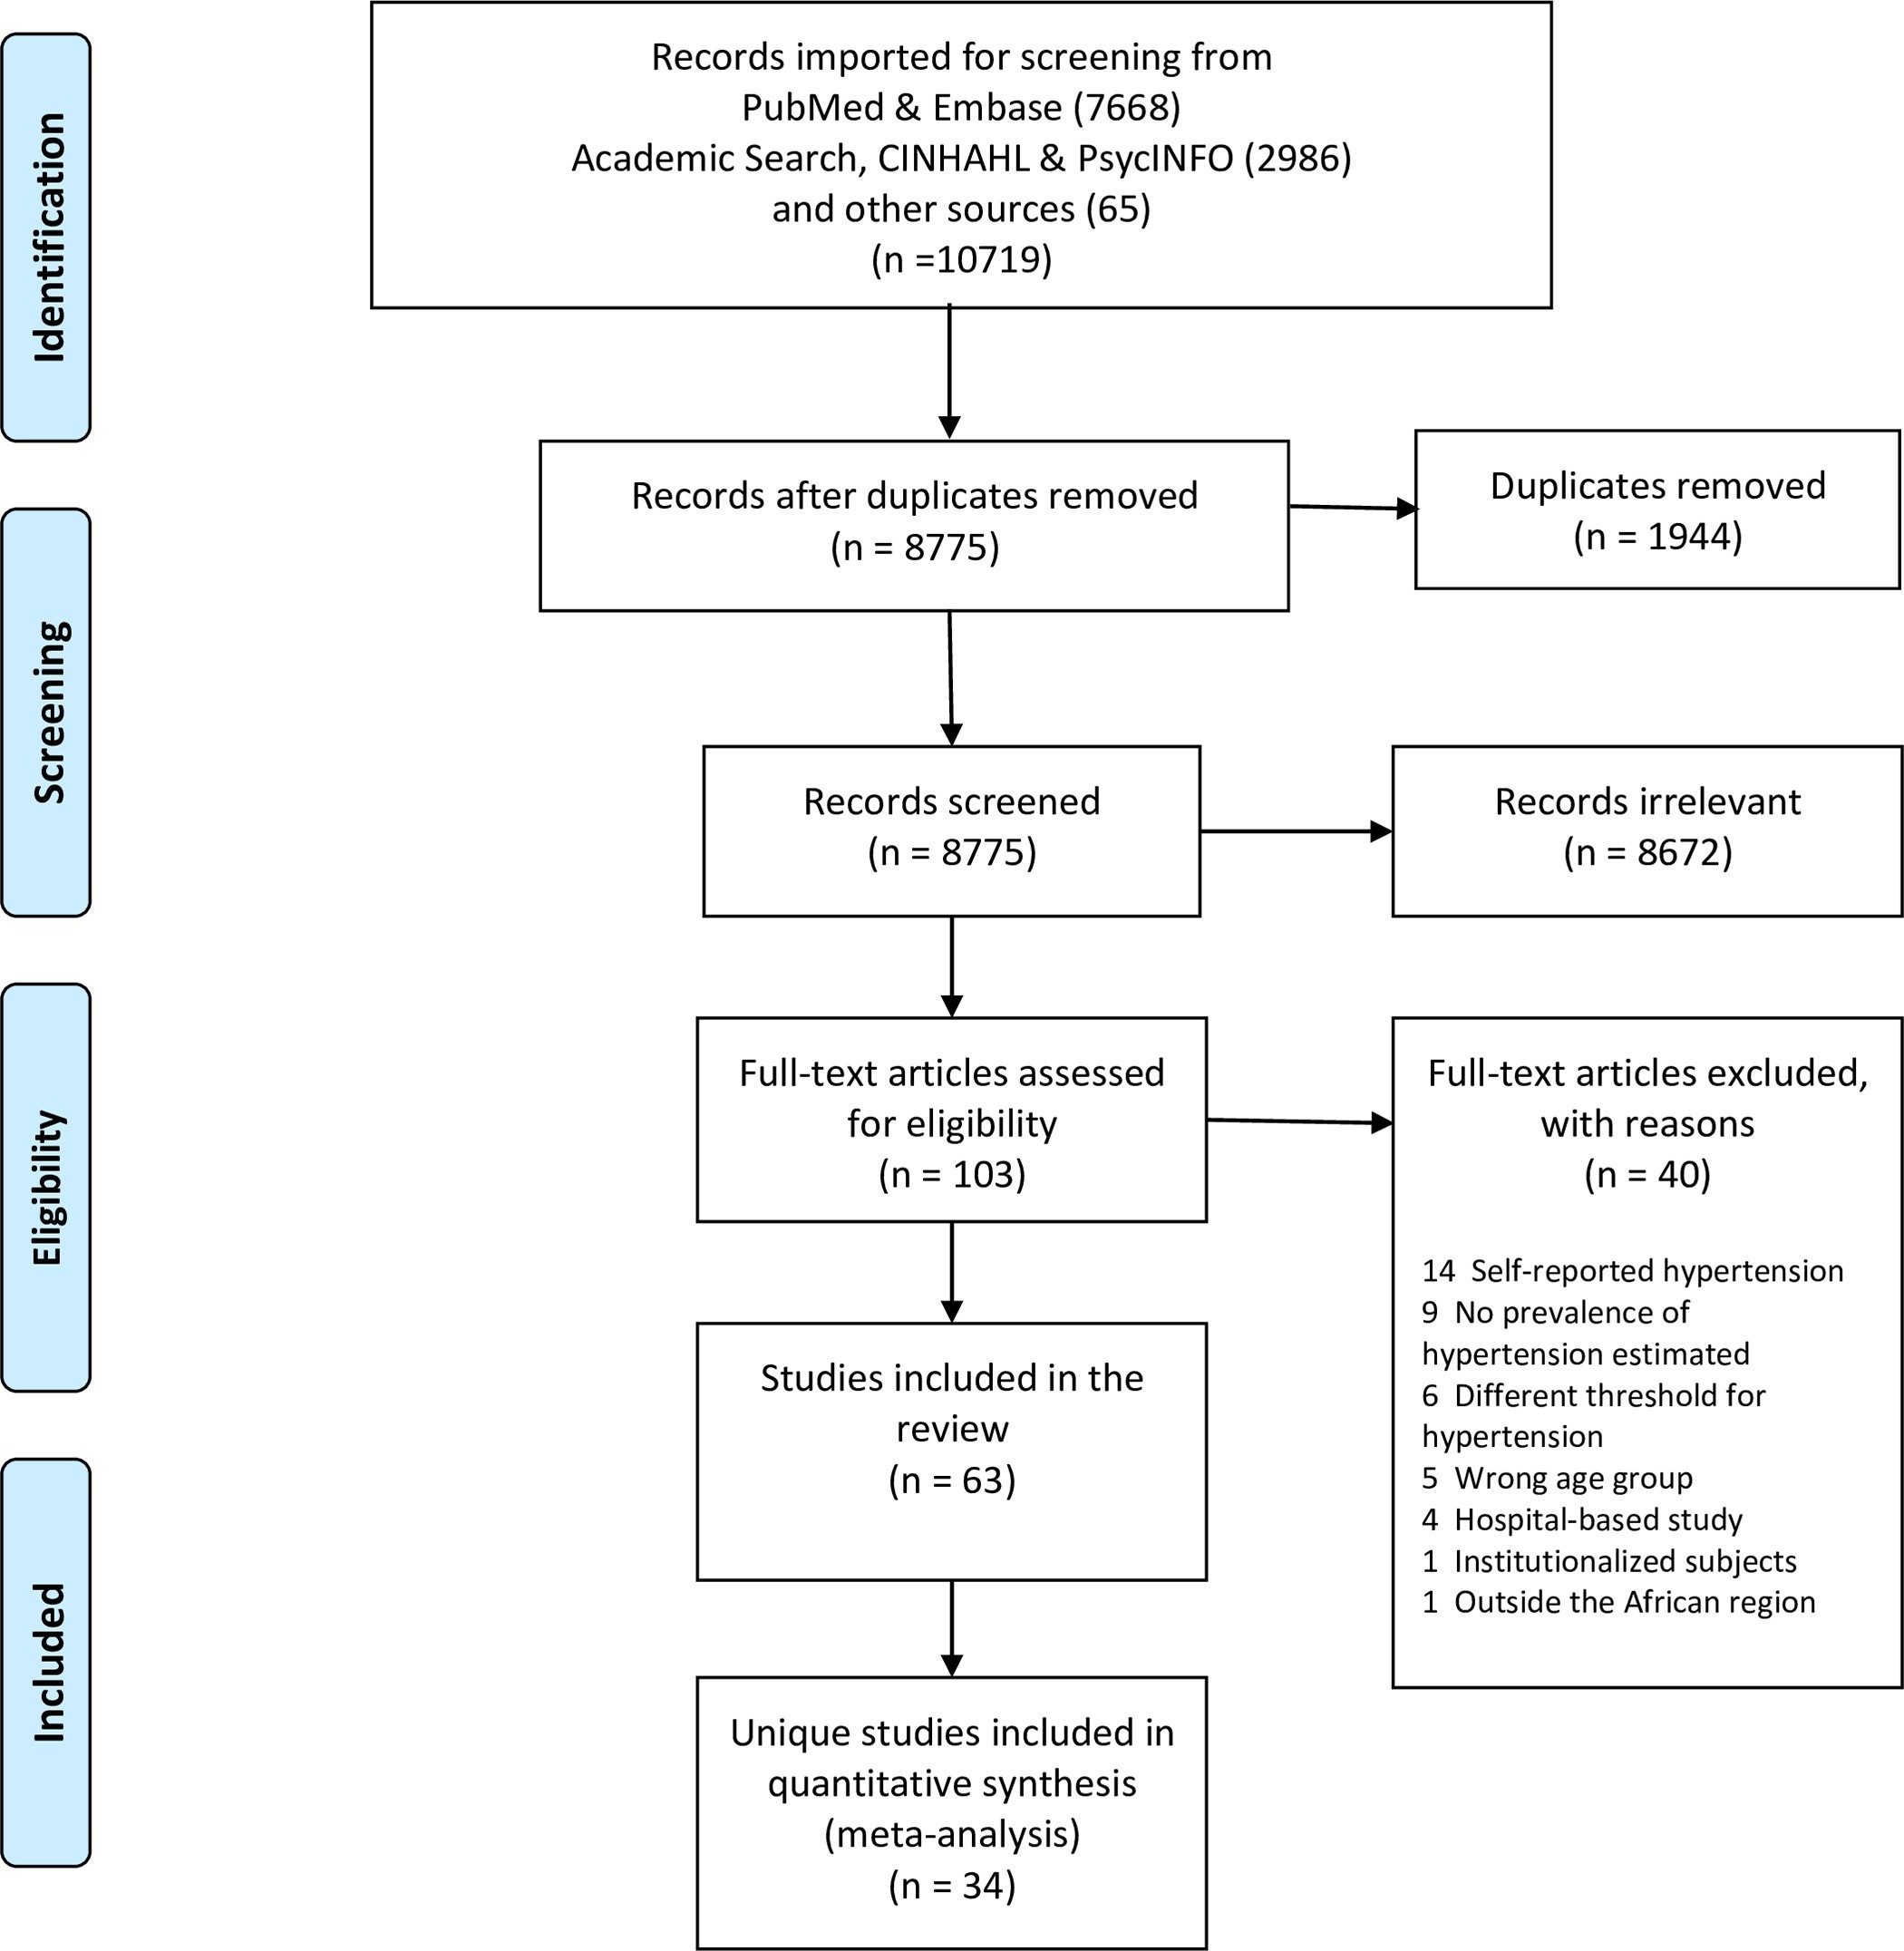 Identification
Records imported for screening from
PubMed & Embase (7668)
Academic Search, CINHAHL & PsycINFO (2986)
and other sources (65)
(n =10719)
Records after duplicates removed
(n = 8775)
Duplicates removed
(n = 1944)
Screening
Records screened
(n = 8775)
Records irrelevant
(n = 8672)
Eligibility
Full-text articles assessed
for eligibility
(n = 103)
Full-text articles excluded,
with reasons
(n = 40)
14 Self-reported hypertension
9 No prevalence of
hypertension estimated
6 Different threshold for
hypertension
5 Wrong age group
4 Hospital-based study
1 Institutionalized subjects
1 Outside the African region
Studies included in the
review
(n = 63)
Included
Unique studies included in
quantitative synthesis
(meta-analysis)
(n = 34)